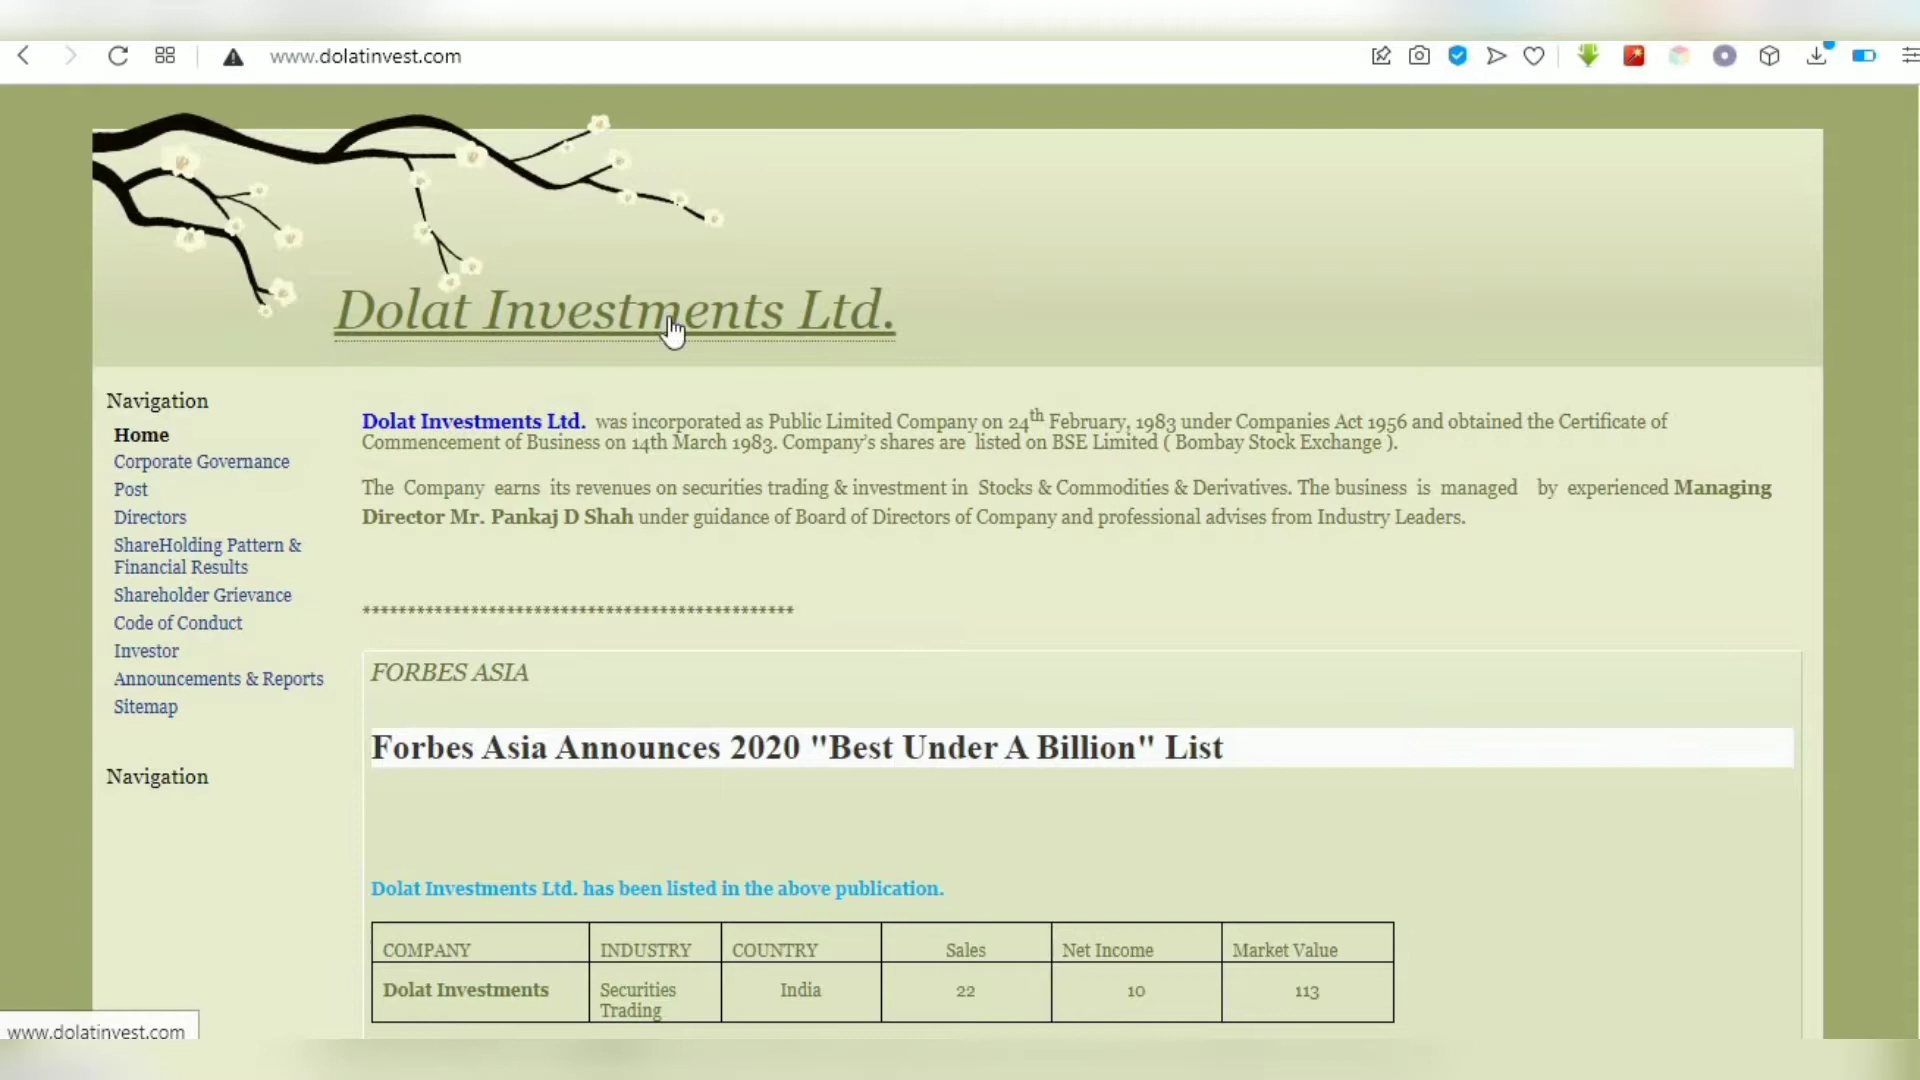 www.dolatinvest.com
Dolat Investments Ltd.
Navigation
Home
Corporate Governance
Post
Directors
ShareHolding Pattern &
Financial Results
Shareholder Grievance
Code of Conduct
Investor
Announcements & Reports
Sitemap
Navigation
Dolat Investments Ltd. was incorporated as Public Limited Company on 24th February, 1983 under Companies Act 1956 and obtained the Certificate of
Commencement of Business on 14th March 1983. Company's shares are listed on BSE Limited ( Bombay Stock Exchange ).
The Company earns its revenues on securities trading & investment in Stocks & Commodities & Derivatives. The business is managed by experienced Managing
Director Mr. Pankaj D Shah under guidance of Board of Directors of Company and professional advises from Industry Leaders.
************************************************
FORBES ASIA
Forbes Asia Announces 2020 "Best Under A Billion" List
Dolat Investments Ltd. has been listed in the above publication.
COMPANY INDUSTRY COUNTRY Sales Net Income Market Value
Dolat Investments Securities India 22 10 113
Trading
www.dolatinvest.com